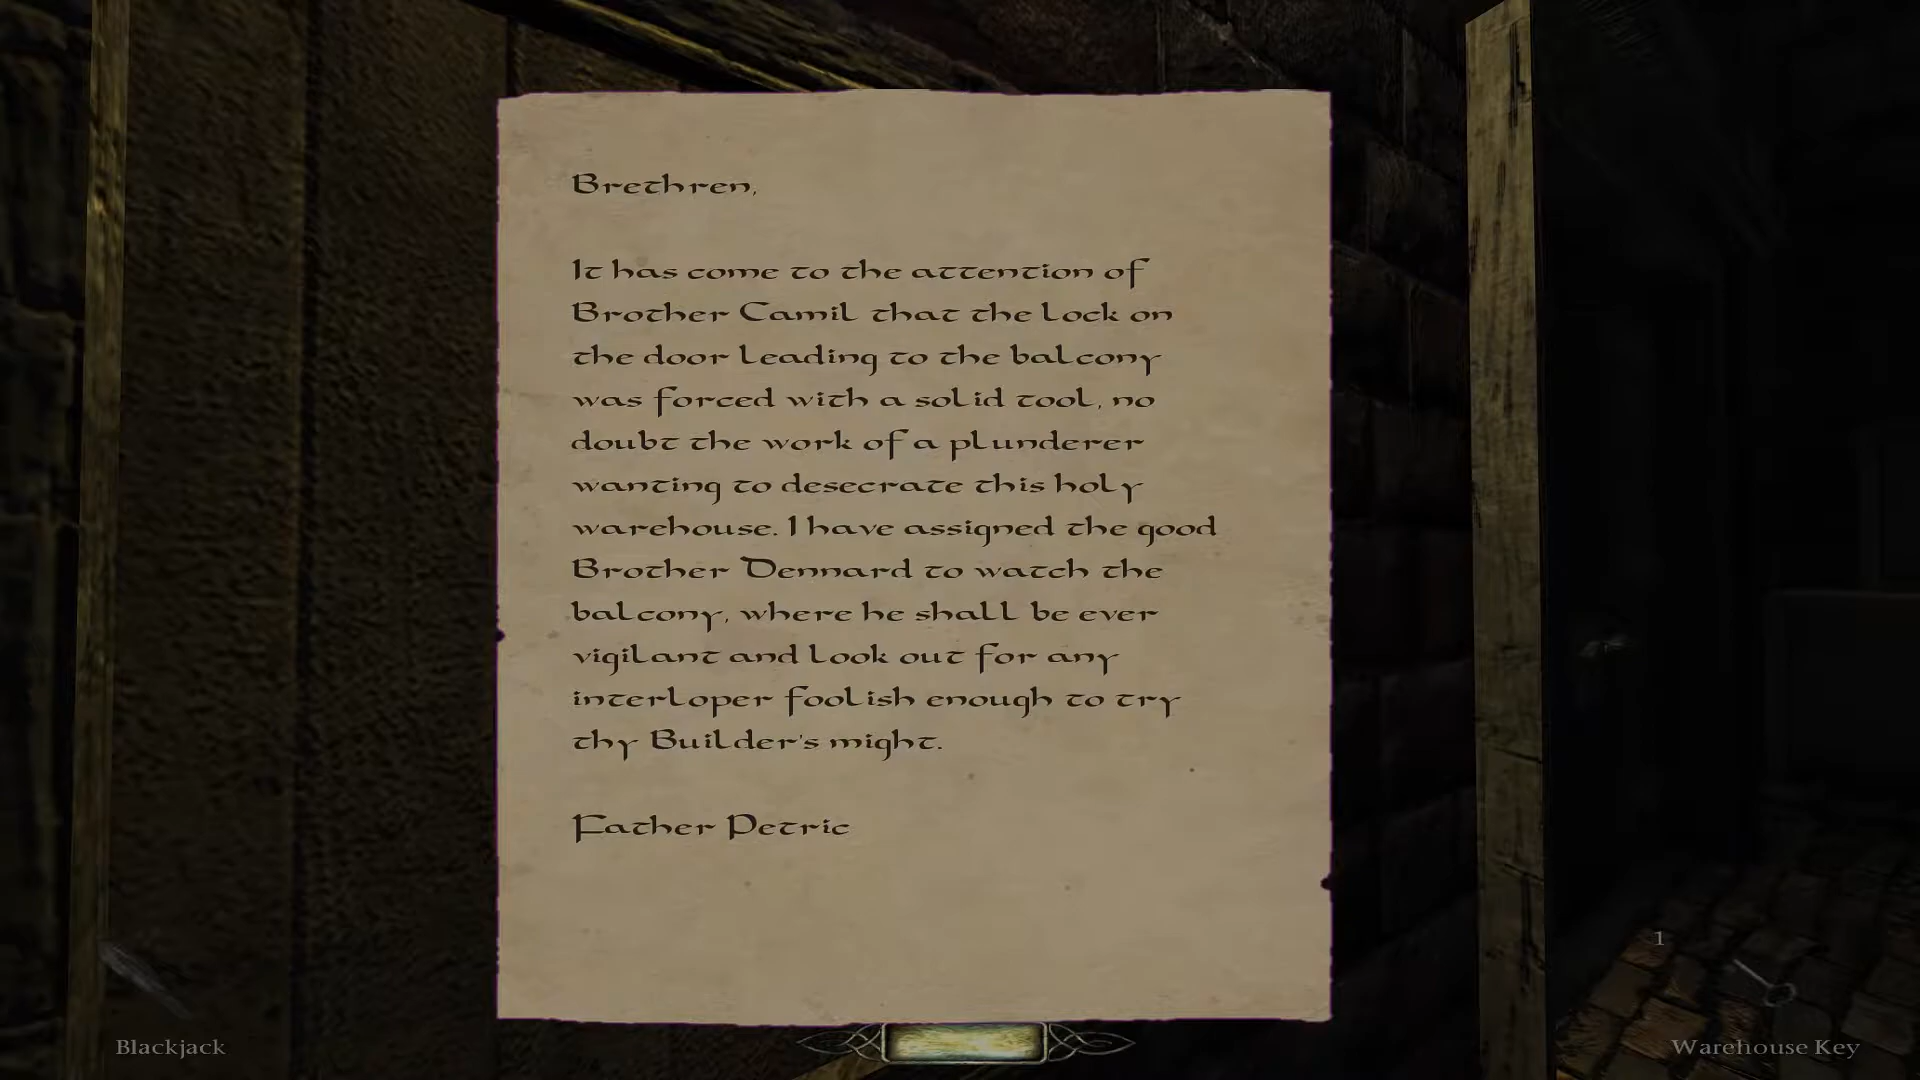 Brethren,
It has come to the attention of
Brother Camil that the lock on
the door leading to the balcony
was forced with a solid tool, no
doubt the work of a plunderer
wanting to desecrate this holy
warehouse. I have assigned the good
Brother Dennard to watch the
balcony, where he shall be ever
vigilant and look out for any
interloper foolish enough to try
thy Builder's might.
Father Petric
1
Blackjack
Warehouse Key